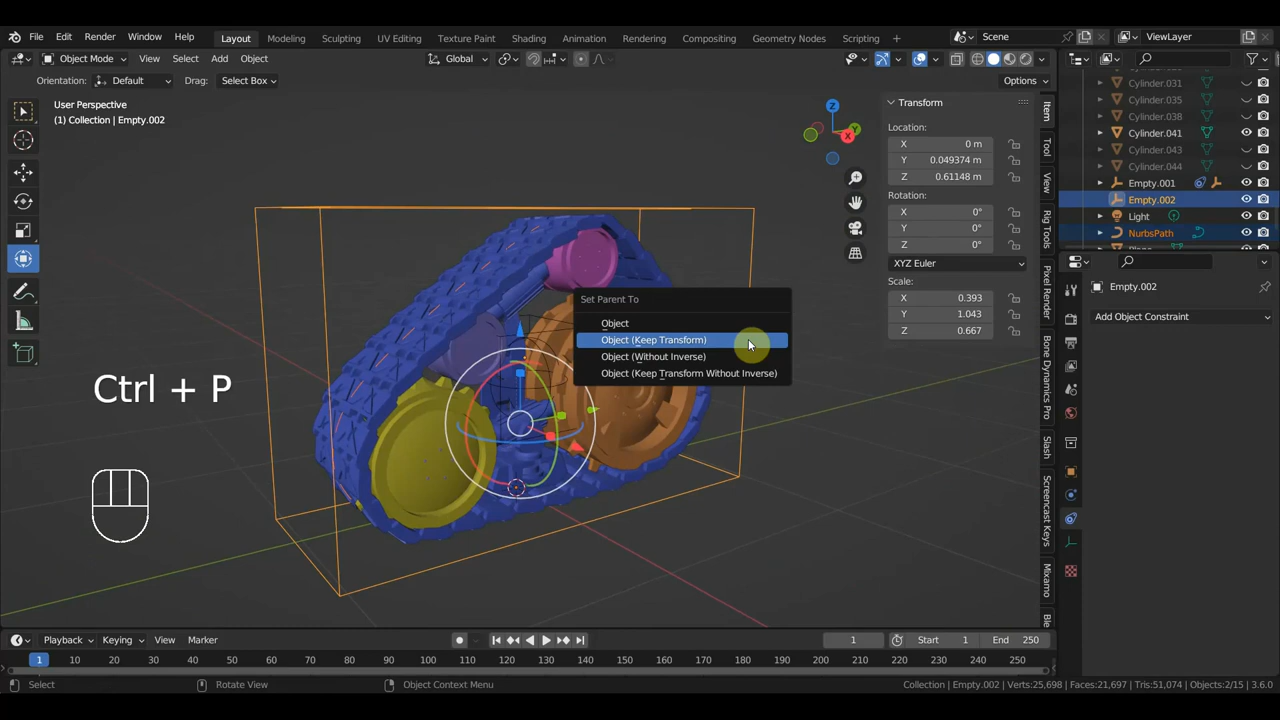 File Edit Render Window Help Layout Modeling Sculpting UV Editing Texture Paint Shading Animation Rendering Compositing Geometry Nodes Scripting + Scene ViewLayer
Object Mode View Select Add Object Global Options
Orientation: Default Drag: Select Box
User Perspective
(1) Collection | Empty.002
Transform
Location:
X 0 m
Y 0.049374 m
Z 0.61148 m
Rotation:
X 0°
Y 0°
Z 0°
XYZ Euler
Scale:
X 0.393
Y 1.043
Z 0.667
Item
Tool
View
Rig Tools
Pixel Render
Bone Dynamics Pro
Slash
Screencast Keys
Mixamo
Cylinder.031
Cylinder.035
Cylinder.038
Cylinder.041
Cylinder.043
Cylinder.044
Empty.001
Empty.002
Light
NurbsPath
Empty.002
Add Object Constraint
Z
Y
X
Set Parent To
Object
Object (Keep Transform)
Object (Without Inverse)
Object (Keep Transform Without Inverse)
Ctrl + P
Playback Keying View Marker 1 Start 1 End 250
1 10 20 30 40 50 60 70 80 90 100 110 120 130 140 150 160 170 180 190 200 210 220 230 240 250
Select Rotate View Object Context Menu Collection | Empty.002 | Verts:25,698 | Faces:21,697 | Tris:51,074 | Objects:2/15 | 3.6.0